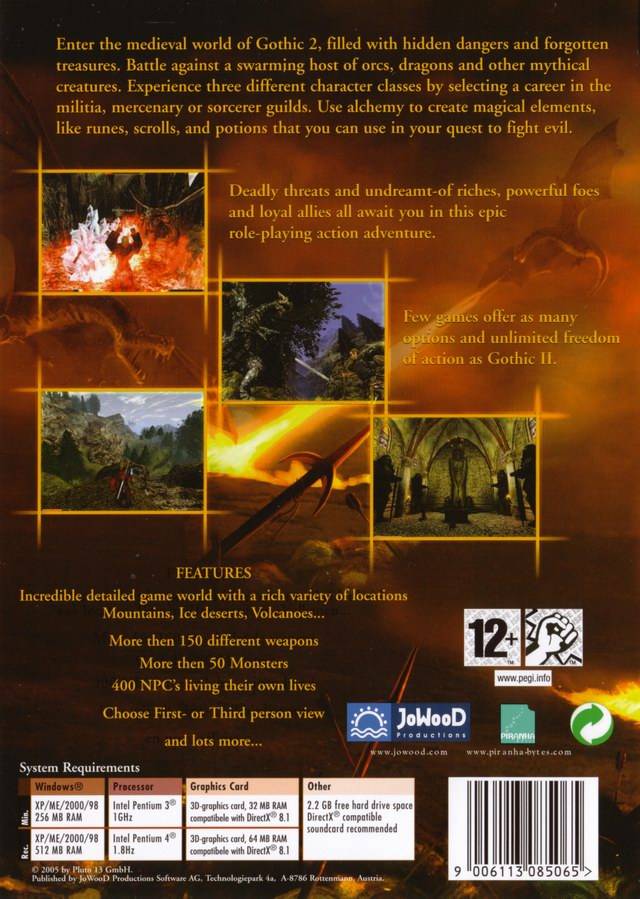 Enter the medieval world of Gothic 2, filled with hidden dangers and forgotten
treasures. Battle against a swarming host of orcs, dragons and other mythical
creatures. Experience three different character classes by selecting a career in the
militia, mercenary or sorcerer guilds. Use alchemy to create magical elements,
like runes, scrolls, and potions that you can use in your quest to fight evil.
Deadly threats and undreamt-of riches, powerful foes
and loyal allies all await you in this epic
role-playing action adventure.
Few games offer as many
options and unlimited freedom
of action as Gothic II.
FEATURES
Incredible detailed game world with a rich variety of locations
Mountains, Ice deserts, Volcanoes...
More then 150 different weapons
More then 50 Monsters
400 NPC's living their own lives
Choose First- or Third person view
and lots more...
12+
www.pegi.info
JoWooD
Productions
www.jowood.com
PIRANHA
www.piranha-bytes.com
System Requirements
Windows® Processor Graphics Card Other
Min.
XP/ME/2000/98
256 MB RAM
Intel Pentium 3®
1GHz
3D-graphics card, 32 MB RAM
compatibele with DirectX® 8.1
2.2 GB free hard drive space
DirectX® compatible
soundcard recommended
Rec.
XP/ME/2000/98
512 MB RAM
Intel Pentium 4®
1.8Hz
3D-graphics card, 64 MB RAM
compatibele with DirectX® 8.1
© 2005 by Pluto 13 GmbH.
Published by JoWooD Productions Software AG, Technologiepark 4a, A-8786 Rottenmann, Austria.
9 006113 085065 >